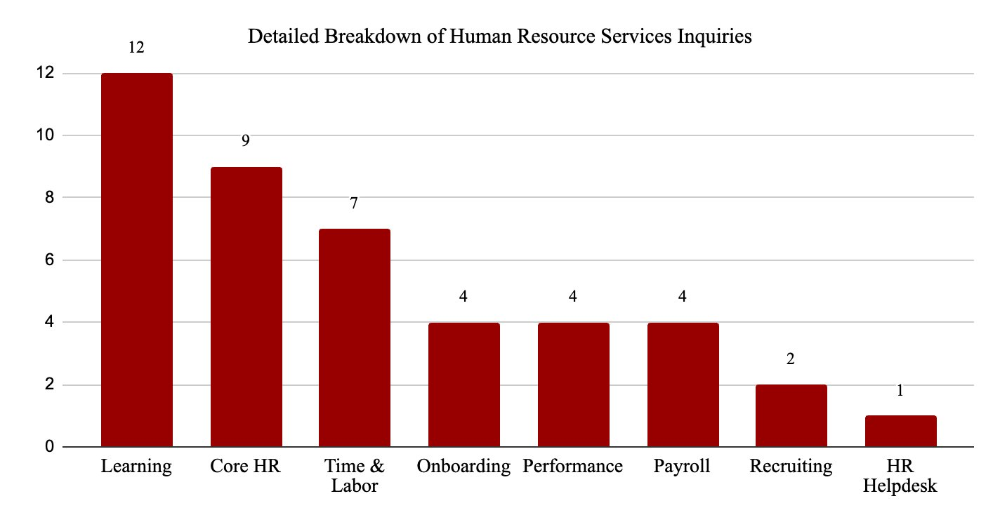 Detailed Breakdown of Human Resource Services Inquiries
12
10
8
6
4
2
0
12
9
7
4
4
4
2
1
Learning
Core HR
Time &
Labor
Onboarding
Performance
Payroll
Recruiting
HR
Helpdesk